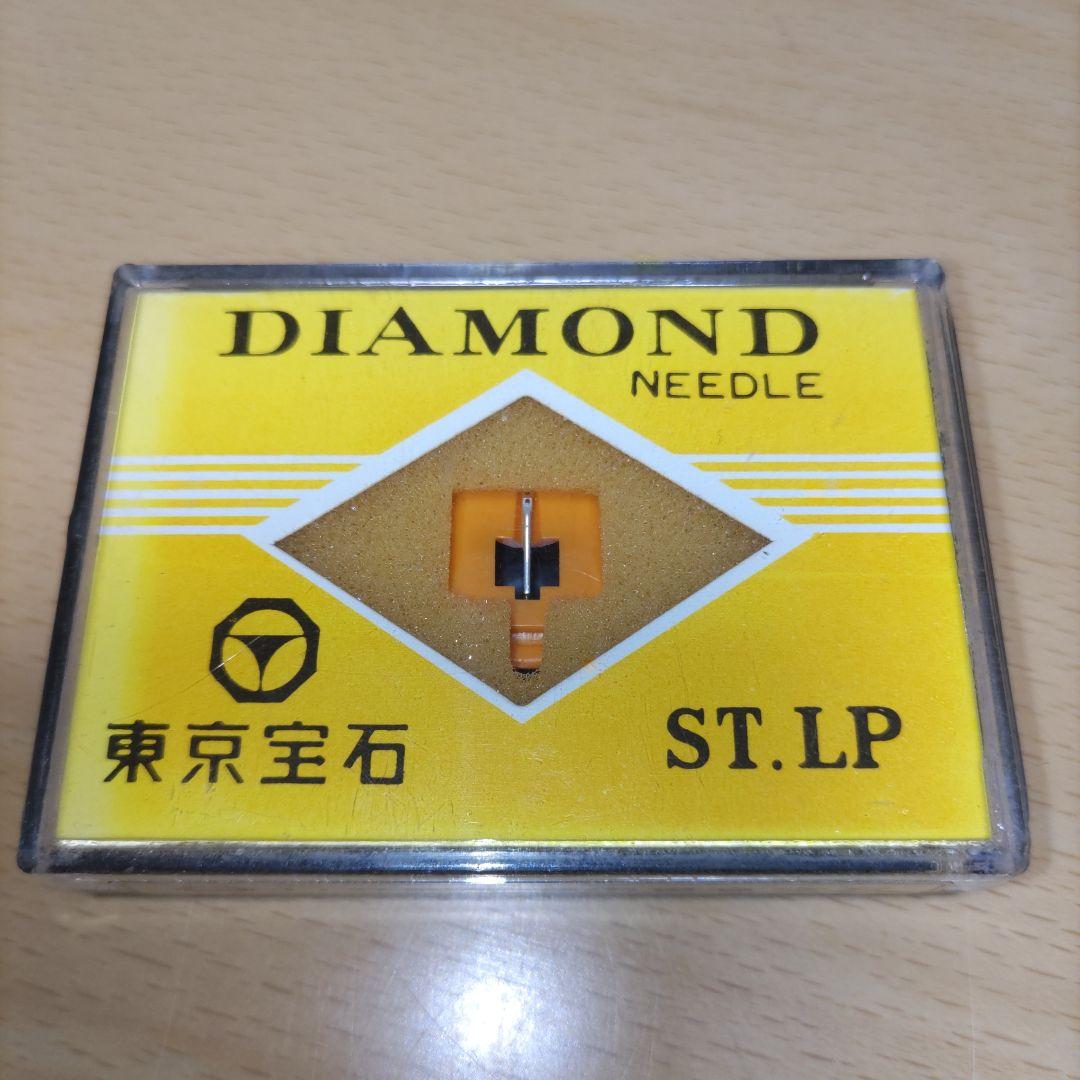 DIAMOND
NEEDLE
東京宝石
ST.LP